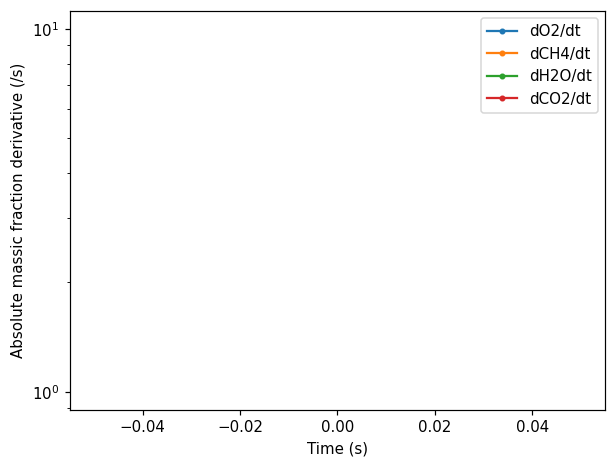 10¹
10⁰
Absolute massic fraction derivative (/s)
dO2/dt
dCH4/dt
dH2O/dt
dCO2/dt
−0.04 −0.02 0.00 0.02 0.04
Time (s)